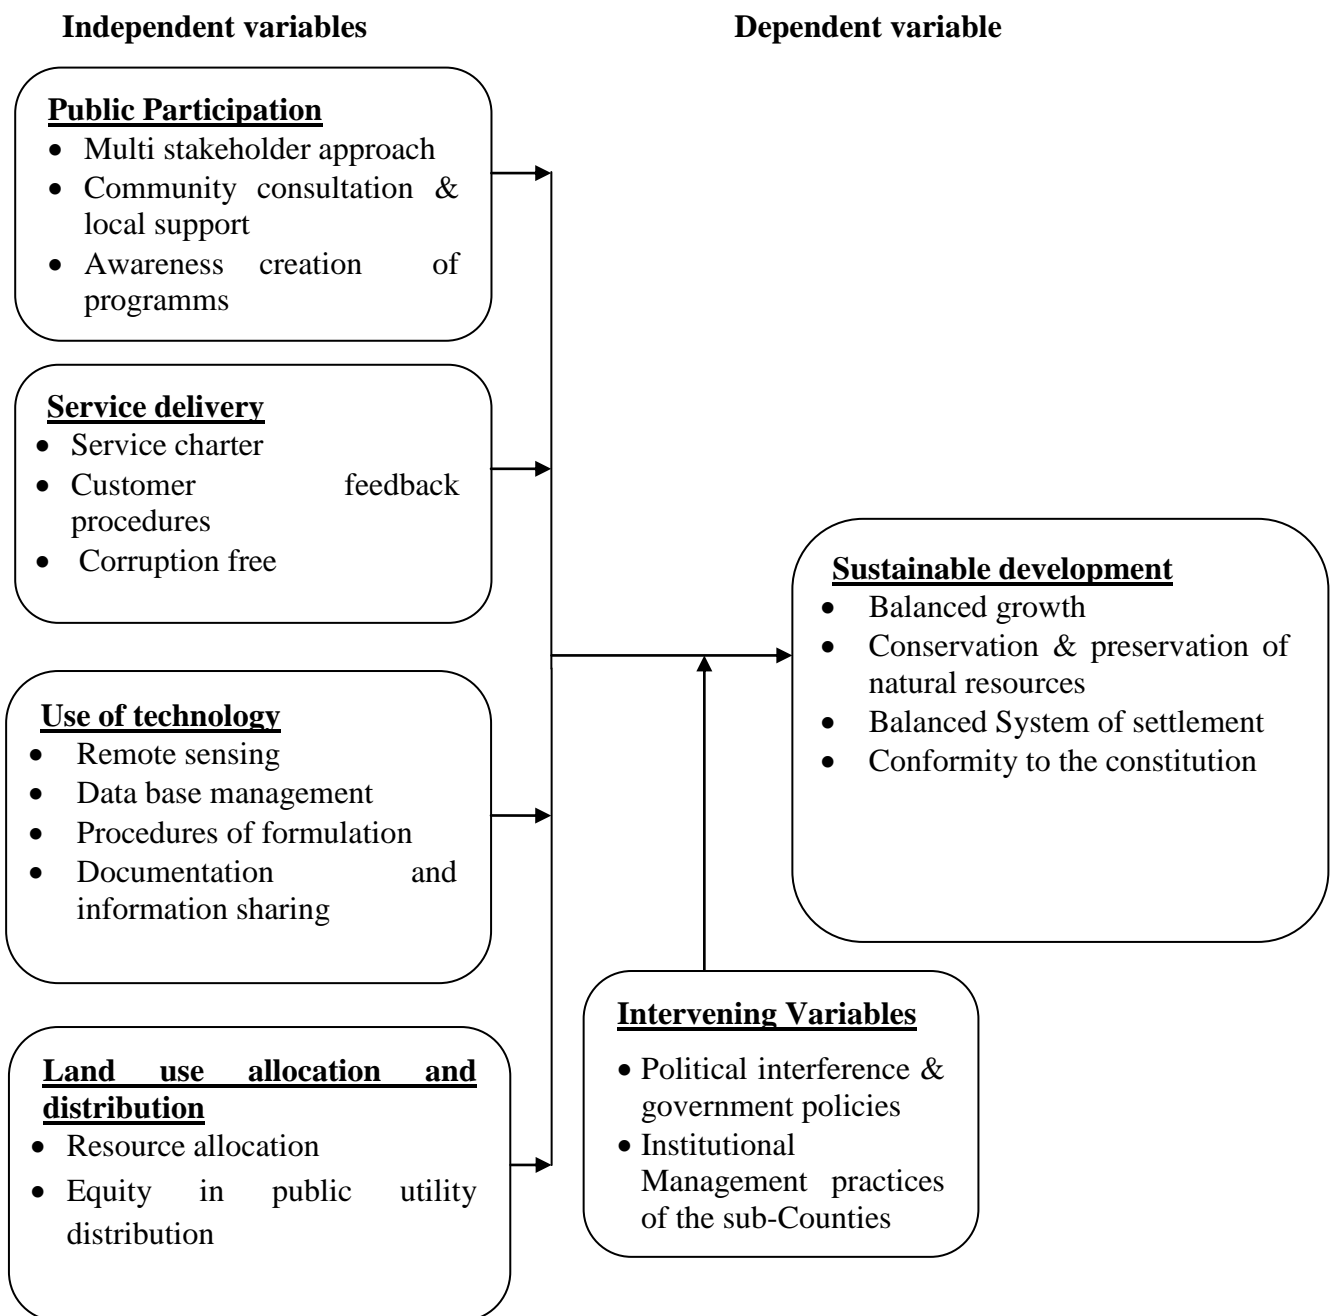 Independent variables
Dependent variable
Public Participation
• Multi stakeholder approach
• Community consultation &
local support
• Awareness creation of
programms
Service delivery
• Service charter
• Customer feedback
procedures
• Corruption free
Use of technology
• Remote sensing
• Data base management
• Procedures of formulation
• Documentation and
information sharing
Land use allocation and
distribution
• Resource allocation
• Equity in public utility
distribution
Sustainable development
• Balanced growth
• Conservation & preservation of
natural resources
• Balanced System of settlement
• Conformity to the constitution
Intervening Variables
• Political interference &
government policies
• Institutional
Management practices
of the sub-Counties